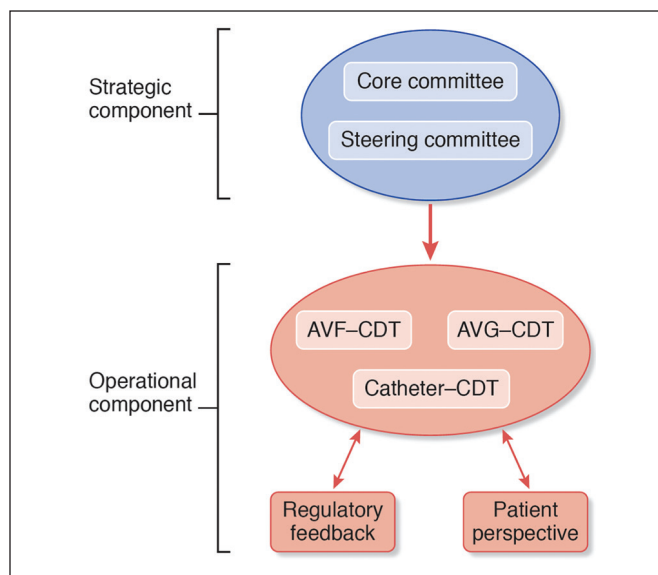 Strategic
component
Core committee
Steering committee
Operational
component
AVF–CDT
AVG–CDT
Catheter–CDT
Regulatory
feedback
Patient
perspective